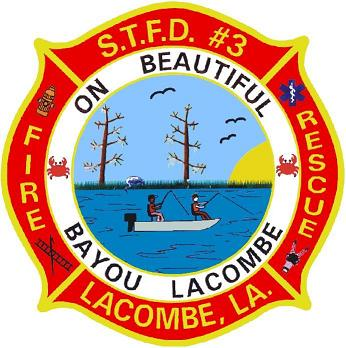 S.T.F.D. #3
ON BEAUTIFUL
FIRE
RESCUE
BAYOU LACOMBE
LACOMBE, LA.